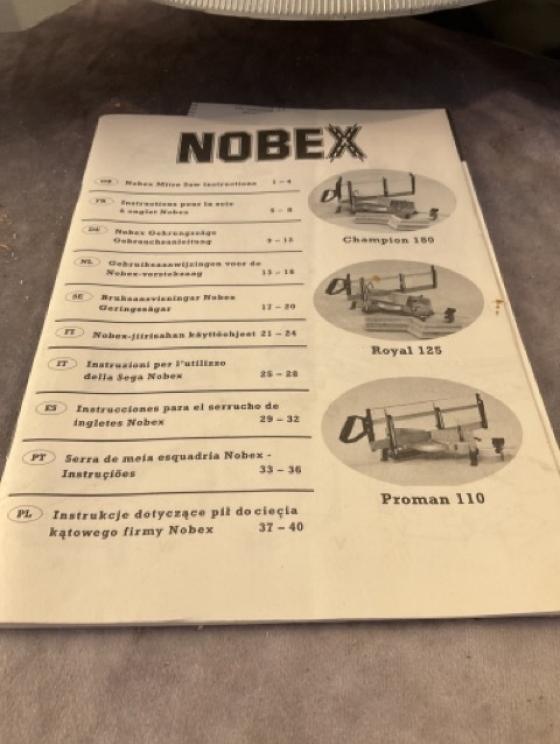 NOBEX
GB Nobex Mitre Saw instructions 1 – 4
FR Instructions pour la scie
à onglet Nobex 5 – 8
DE Nobex Gehrungssäge
Gebrauchsanleitung 9 – 12
NL Gebruiksaanwijzingen voor de
Nobex-verstekzaag 13 – 16
SE Bruksanvisningar Nobex
Geringssågar 17 – 20
FI Nobex-jiirisahan käyttöohjeet 21 – 24
IT Instruzioni per l'utilizzo
della Sega Nobex 25 – 28
ES Instrucciones para el serrucho de
ingletes Nobex 29 – 32
PT Serra de meia esquadria Nobex -
Instruções 33 – 36
PL Instrukcje dotyczące pił do cięcia
kątowego firmy Nobex 37 – 40
Champion 180
Royal 125
Proman 110